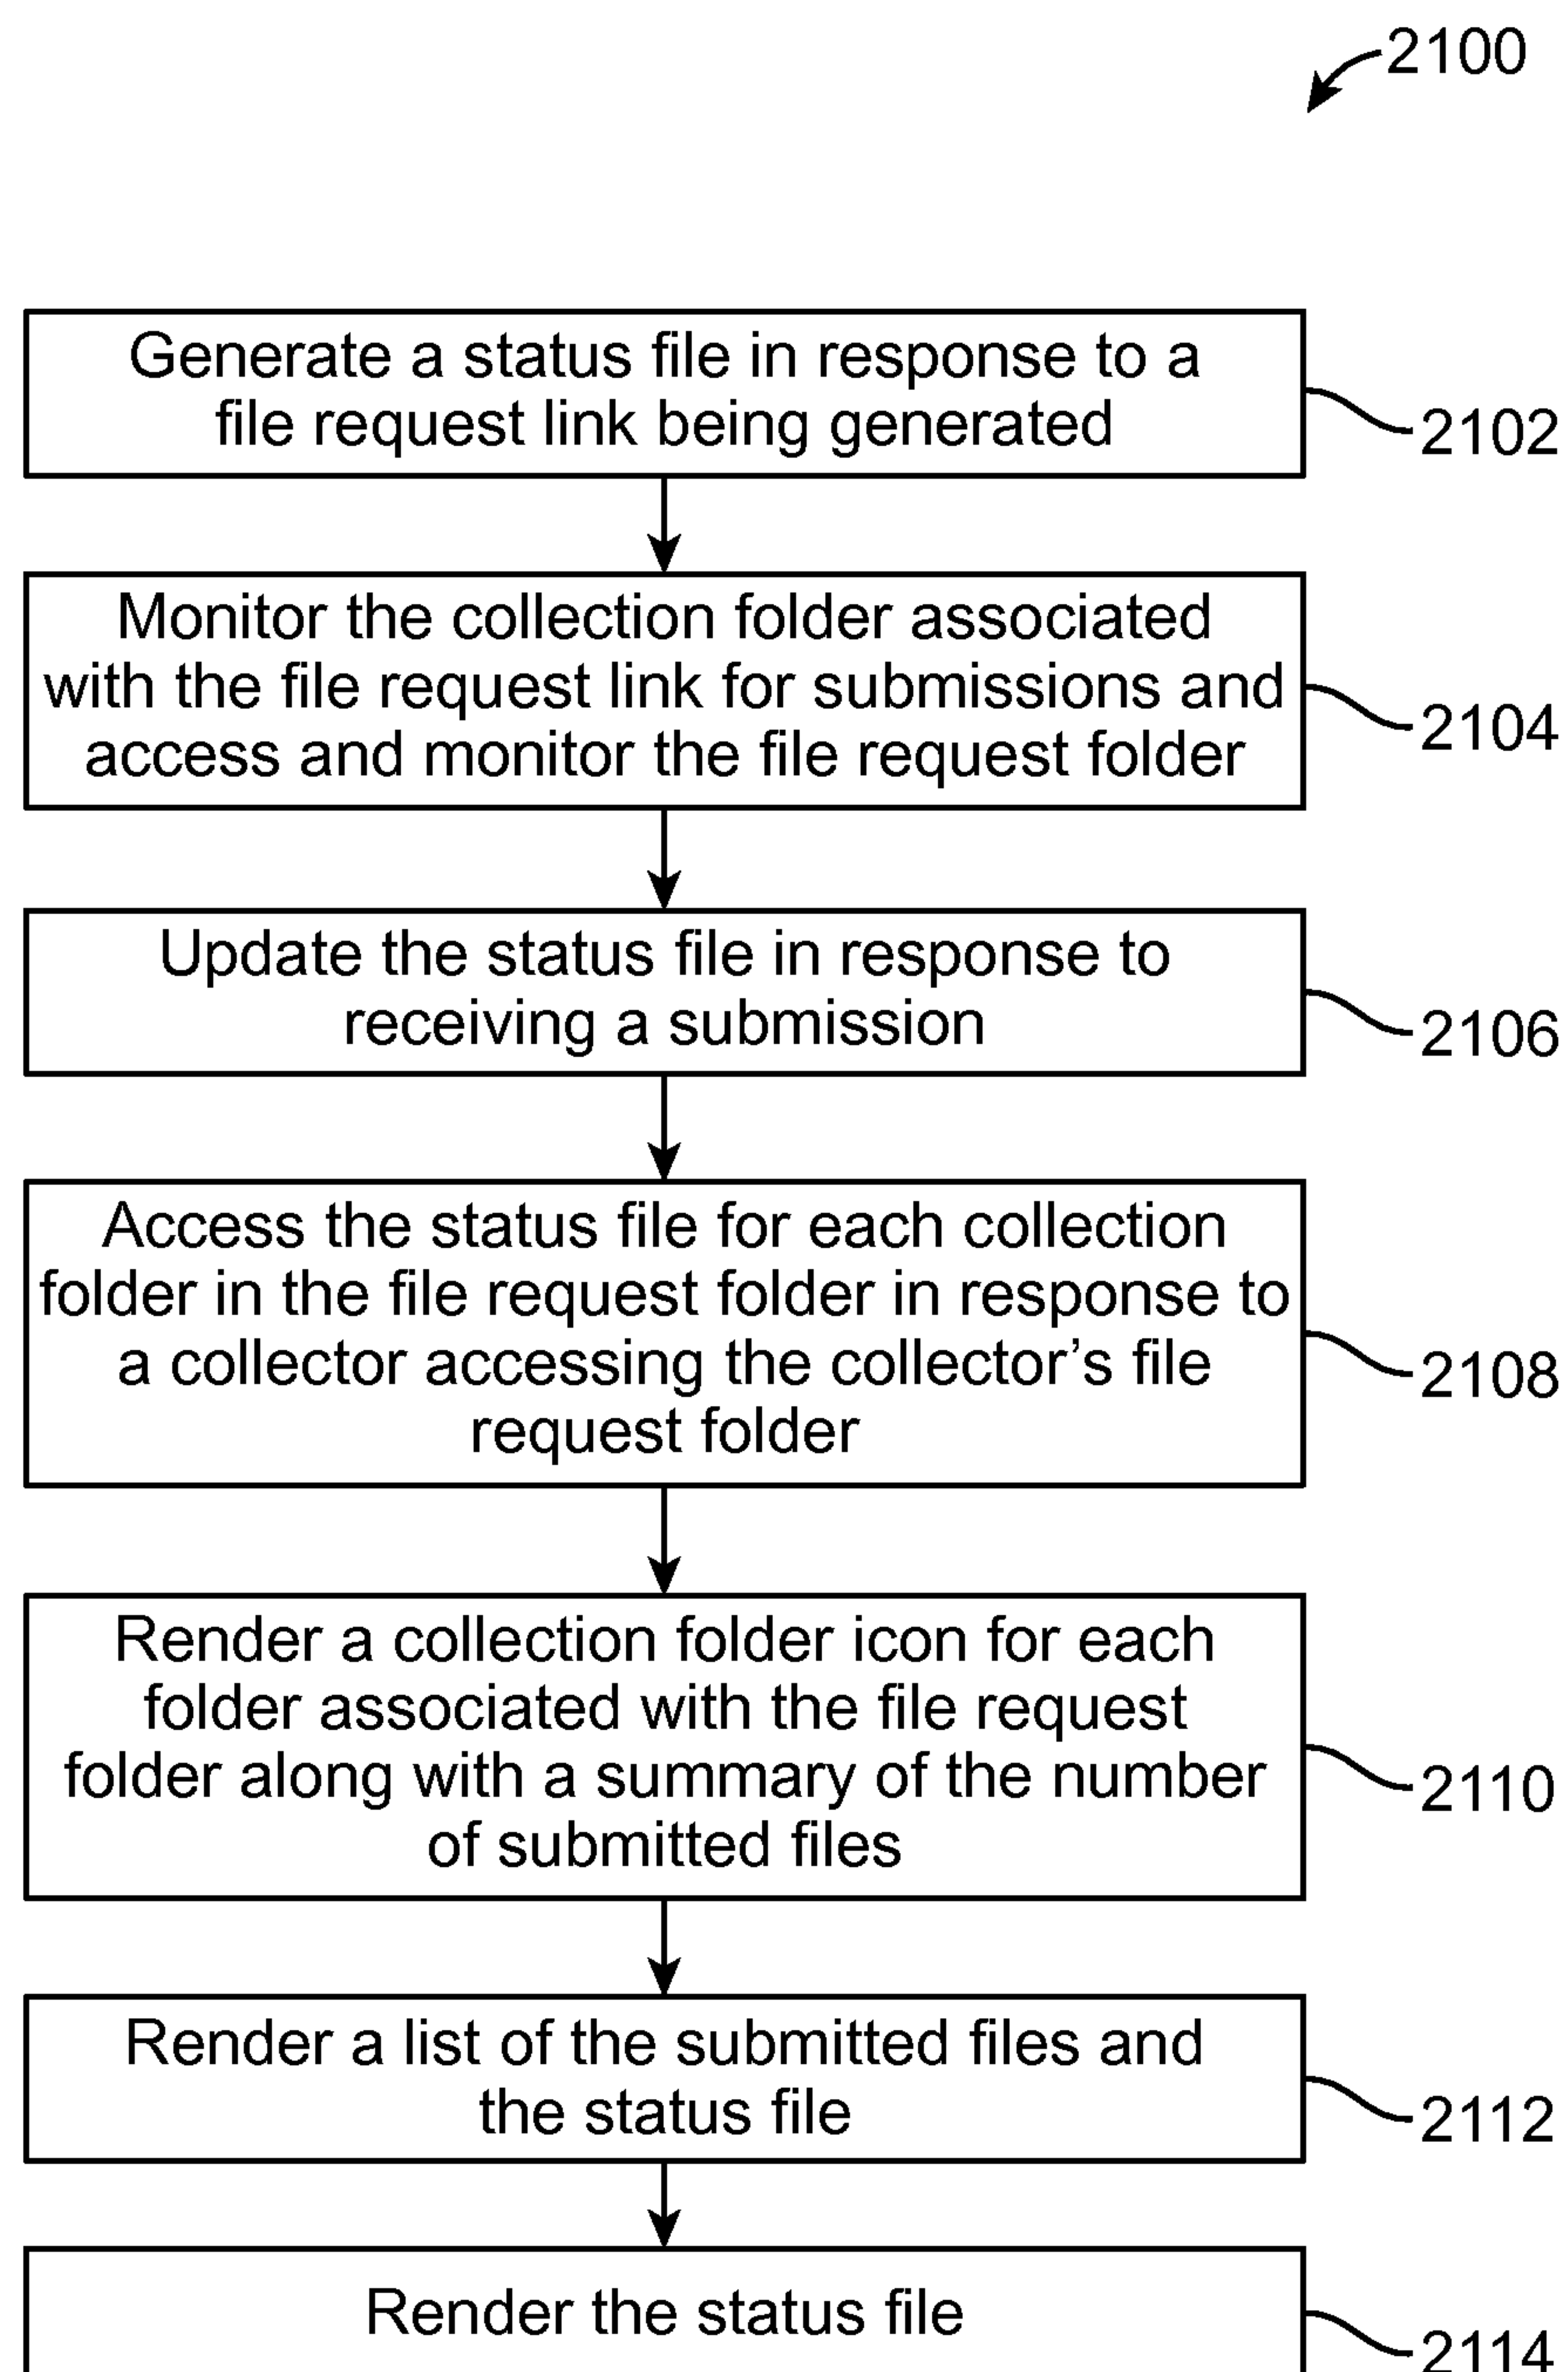 2100
Generate a status file in response to a
file request link being generated
2102
Monitor the collection folder associated
with the file request link for submissions and
access and monitor the file request folder
2104
Update the status file in response to
receiving a submission
2106
Access the status file for each collection
folder in the file request folder in response to
a collector accessing the collector’s file
request folder
2108
Render a collection folder icon for each
folder associated with the file request
folder along with a summary of the number
of submitted files
2110
Render a list of the submitted files and
the status file
2112
Render the status file
2114